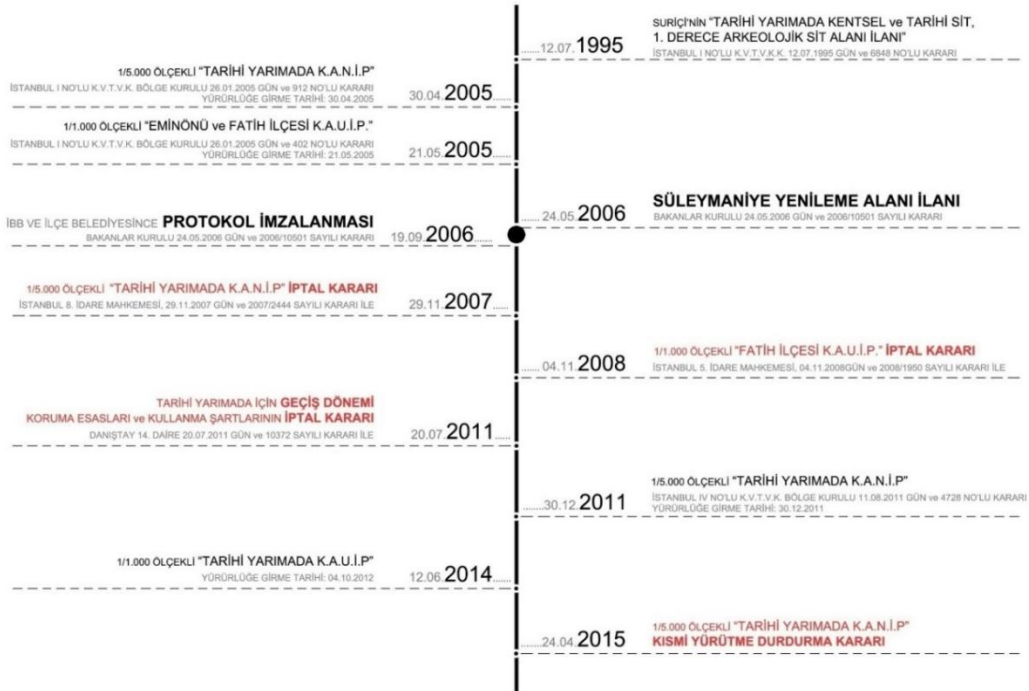 SURİÇİ'NİN "TARİHİ YARIMADA KENTSEL ve TARİHİ SİT,
1. DERECE ARKEOLOJİK SİT ALANI İLANI"
12.07.1995
İSTANBUL I NO'LU K.V.T.V.K.K. 12.07.1995 GÜN ve 6848 NO'LU KARARI
1/5.000 ÖLÇEKLİ "TARİHİ YARIMADA K.A.N.İ.P"
İSTANBUL I NO'LU K.V.T.V.K. BÖLGE KURULU 26.01.2005 GÜN ve 912 NO'LU KARARI
YÜRÜRLÜĞE GİRME TARİHİ: 30.04.2005
30.04.2005
1/1.000 ÖLÇEKLİ "EMİNÖNÜ ve FATİH İLÇESİ K.A.U.İ.P."
İSTANBUL I NO'LU K.V.T.V.K. BÖLGE KURULU 26.01.2005 GÜN ve 402 NO'LU KARARI
YÜRÜRLÜĞE GİRME TARİHİ: 21.05.2005
21.05.2005
24.05.2006
SÜLEYMANİYE YENİLEME ALANI İLANI
BAKANLAR KURULU 24.05.2006 GÜN ve 2006/10501 SAYILI KARARI
İBB VE İLÇE BELEDİYESİNCE PROTOKOL İMZALANMASI
BAKANLAR KURULU 24.05.2006 GÜN ve 2006/10501 SAYILI KARARI
19.09.2006
1/5.000 ÖLÇEKLİ "TARİHİ YARIMADA K.A.N.İ.P" İPTAL KARARI
İSTANBUL 8. İDARE MAHKEMESİ, 29.11.2007 GÜN ve 2007/2444 SAYILI KARARI İLE
29.11.2007
04.11.2008
1/1.000 ÖLÇEKLİ "FATİH İLÇESİ K.A.U.İ.P." İPTAL KARARI
İSTANBUL 5. İDARE MAHKEMESİ, 04.11.2008GÜN ve 2008/1950 SAYILI KARARI İLE
TARİHİ YARIMADA İÇİN GEÇİŞ DÖNEMİ
KORUMA ESASLARI ve KULLANMA ŞARTLARININ İPTAL KARARI
DANIŞTAY 14. DAİRE 20.07.2011 GÜN ve 10372 SAYILI KARARI İLE
20.07.2011
30.12.2011
1/5.000 ÖLÇEKLİ "TARİHİ YARIMADA K.A.N.İ.P"
İSTANBUL IV NO'LU K.V.T.V.K. BÖLGE KURULU 11.08.2011 GÜN ve 4728 NO'LU KARARI
YÜRÜRLÜĞE GİRME TARİHİ: 30.12.2011
1/1.000 ÖLÇEKLİ "TARİHİ YARIMADA K.A.U.İ.P"
YÜRÜRLÜĞE GİRME TARİHİ: 04.10.2012
12.06.2014
24.04.2015
1/5.000 ÖLÇEKLİ "TARİHİ YARIMADA K.A.N.İ.P"
KISMİ YÜRÜTME DURDURMA KARARI